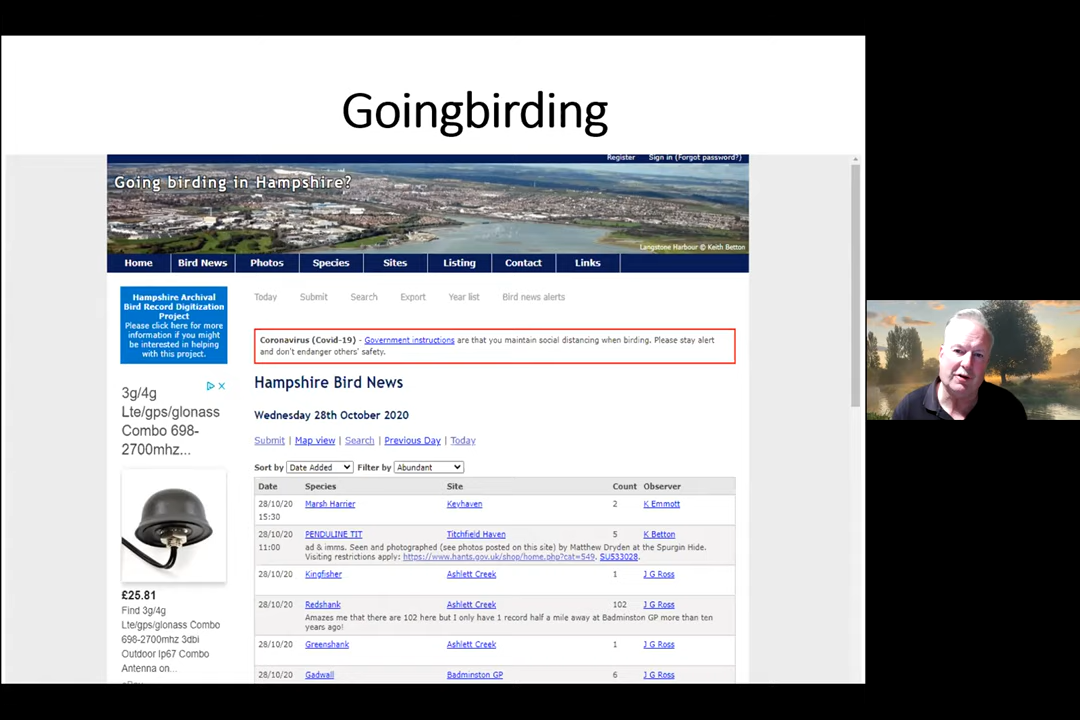 Goingbirding
Register Sign in (Forgot password?)
Going birding in Hampshire?
Langstone Harbour © Keith Betton
Home Bird News Photos Species Sites Listing Contact Links
Hampshire Archival
Bird Record Digitization
Project
Please click here for more
information if you might
be interested in helping
with this project.
Today Submit Search Export Year list Bird news alerts
Coronavirus (Covid-19) - Government instructions are that you maintain social distancing when birding. Please stay alert
and don't endanger others' safety.
3g/4g
Lte/gps/glonass
Combo 698-
2700mhz...
£25.81
Find 3g/4g
Lte/gps/glonass Combo
698-2700mhz 3dbi
Outdoor Ip67 Combo
Antenna on...
Hampshire Bird News
Wednesday 28th October 2020
Submit | Map view | Search | Previous Day | Today
Sort by Date Added Filter by Abundant
Date Species Site Count Observer
28/10/20 Marsh Harrier Keyhaven 2 K Emmott
15:30
28/10/20 PENDULINE TIT Titchfield Haven 5 K Betton
11:00 ad & imms. Seen and photographed (see photos posted on this site) by Matthew Dryden at the Spurgin Hide.
Visiting restrictions apply: https://www.hants.gov.uk/shop/home.php?cat=549. SU533028.
28/10/20 Kingfisher Ashlett Creek 1 J G Ross
28/10/20 Redshank Ashlett Creek 102 J G Ross
Amazes me that there are 102 here but I only have 1 record half a mile away at Badminston GP more than ten
years ago!
28/10/20 Greenshank Ashlett Creek 1 J G Ross
28/10/20 Gadwall Badminston GP 6 J G Ross